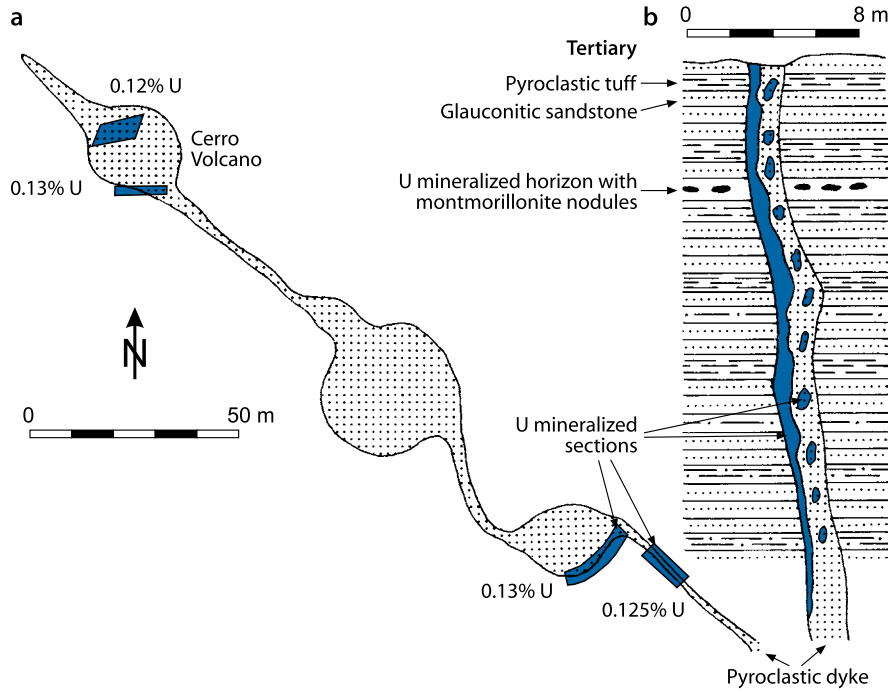 a
0.12% U
Cerro
Volcano
0.13% U
N
0
50 m
0.13% U
0.125% U
b
0
8 m
Tertiary
Pyroclastic tuff
Glauconitic sandstone
U mineralized horizon with
montmorillonite nodules
U mineralized
sections
Pyroclastic dyke